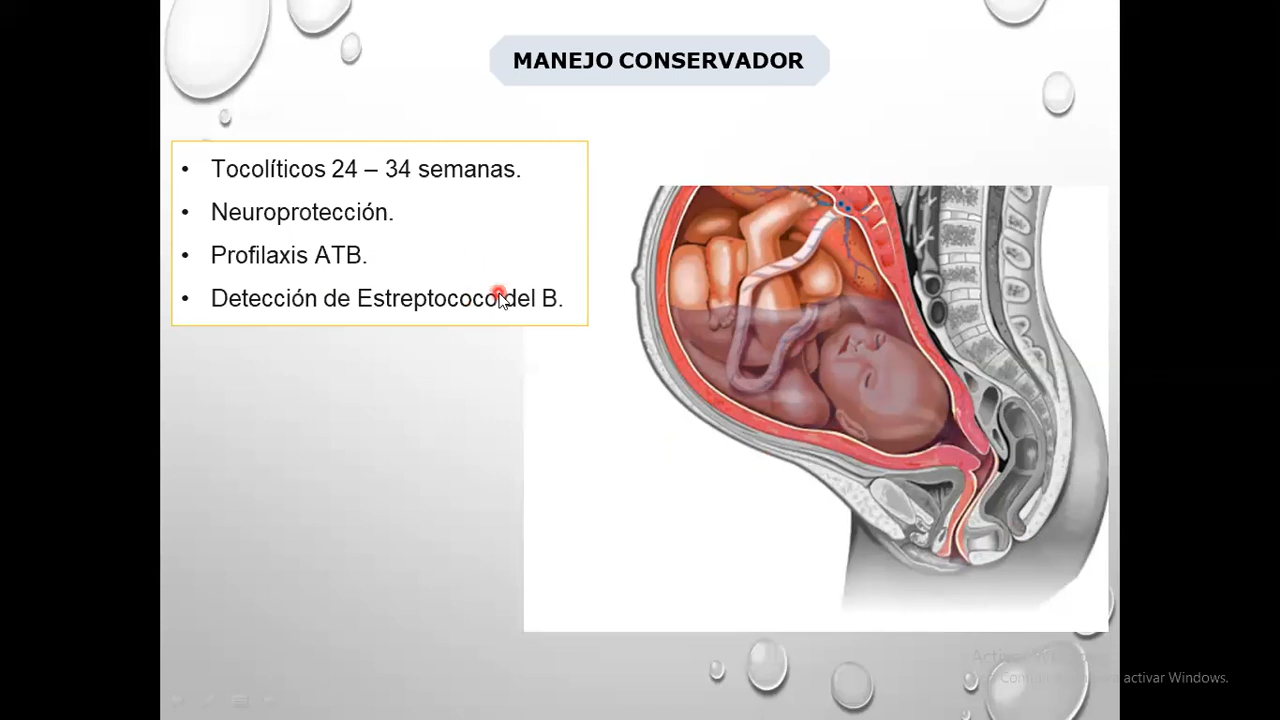 MANEJO CONSERVADOR
• Tocolíticos 24 – 34 semanas.
• Neuroprotección.
• Profilaxis ATB.
• Detección de Estreptococo del B.
activar Windows.